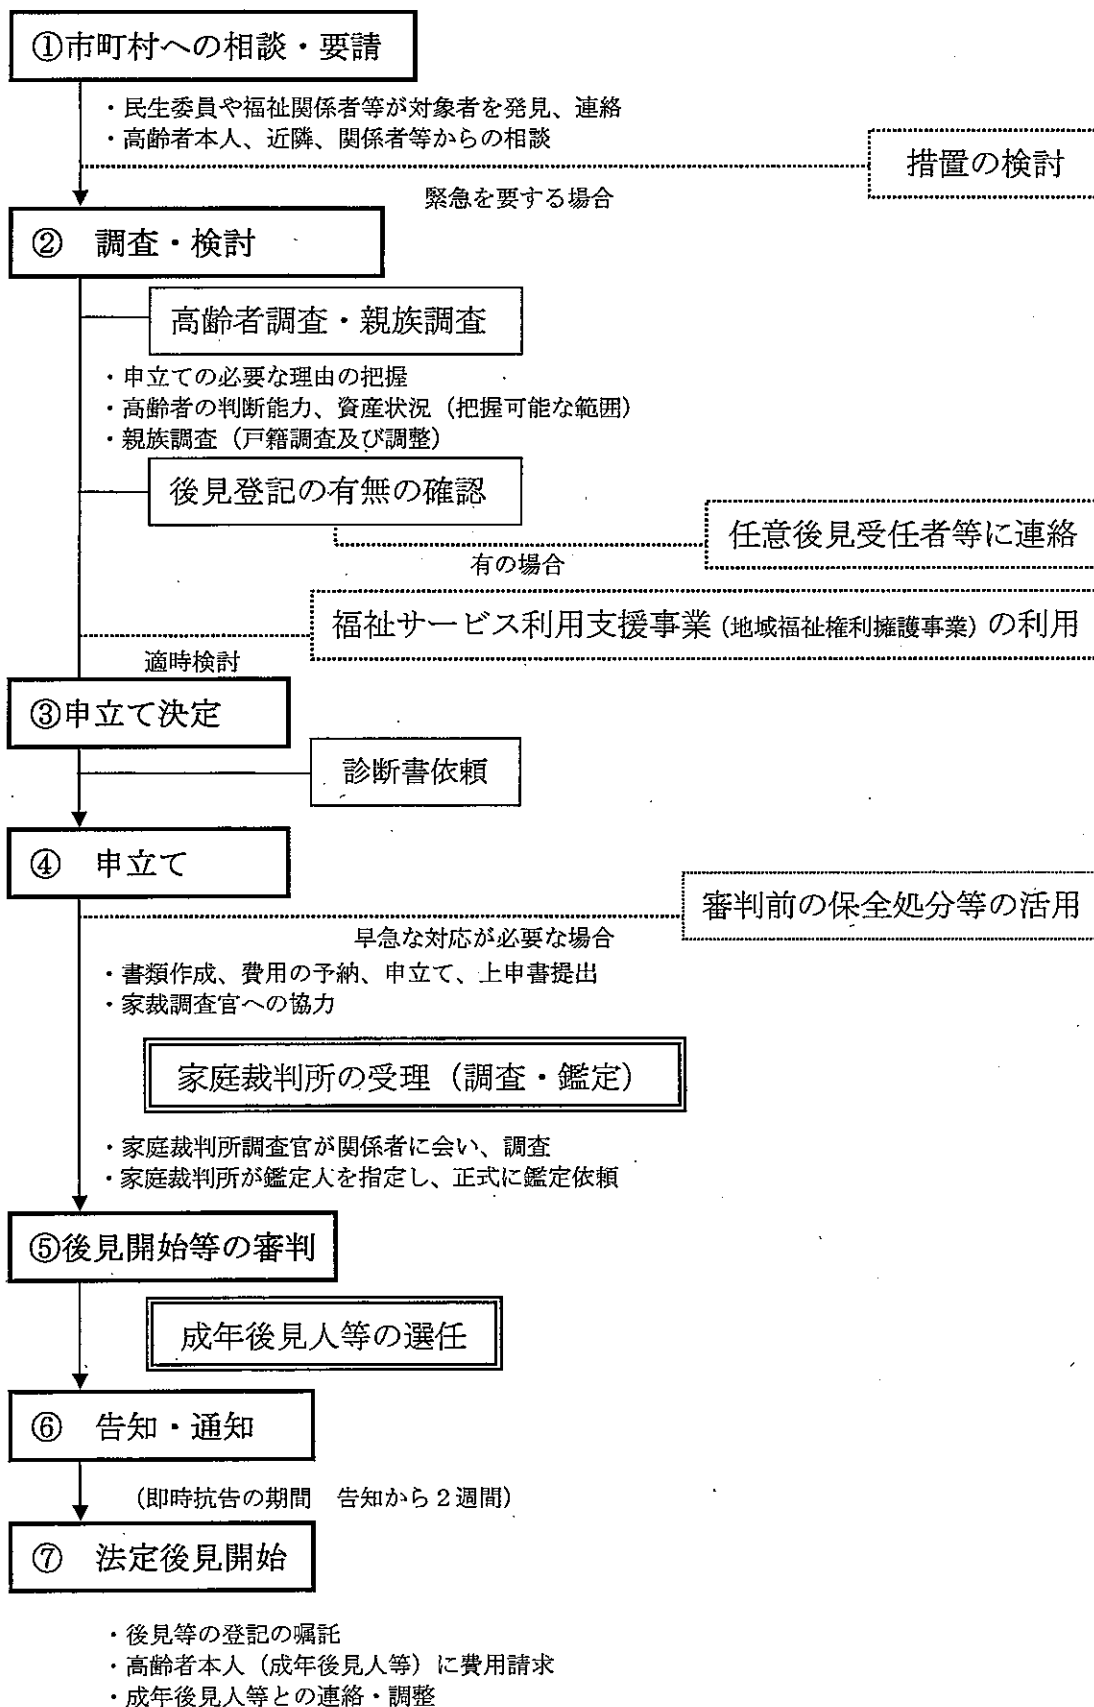 ①市町村への相談・要請
・民生委員や福祉関係者等が対象者を発見、連絡
・高齢者本人、近隣、関係者等からの相談
措置の検討
緊急を要する場合
②　調査・検討
高齢者調査・親族調査
・申立ての必要な理由の把握
・高齢者の判断能力、資産状況（把握可能な範囲）
・親族調査（戸籍調査及び調整）
後見登記の有無の確認
任意後見受任者等に連絡
有の場合
福祉サービス利用支援事業（地域福祉権利擁護事業）の利用
適時検討
③申立て決定
診断書依頼
④　申立て
審判前の保全処分等の活用
早急な対応が必要な場合
・書類作成、費用の予納、申立て、上申書提出
・家裁調査官への協力
家庭裁判所の受理（調査・鑑定）
・家庭裁判所調査官が関係者に会い、調査
・家庭裁判所が鑑定人を指定し、正式に鑑定依頼
⑤後見開始等の審判
成年後見人等の選任
⑥　告知・通知
（即時抗告の期間　告知から２週間）
⑦　法定後見開始
・後見等の登記の嘱託
・高齢者本人（成年後見人等）に費用請求
・成年後見人等との連絡・調整